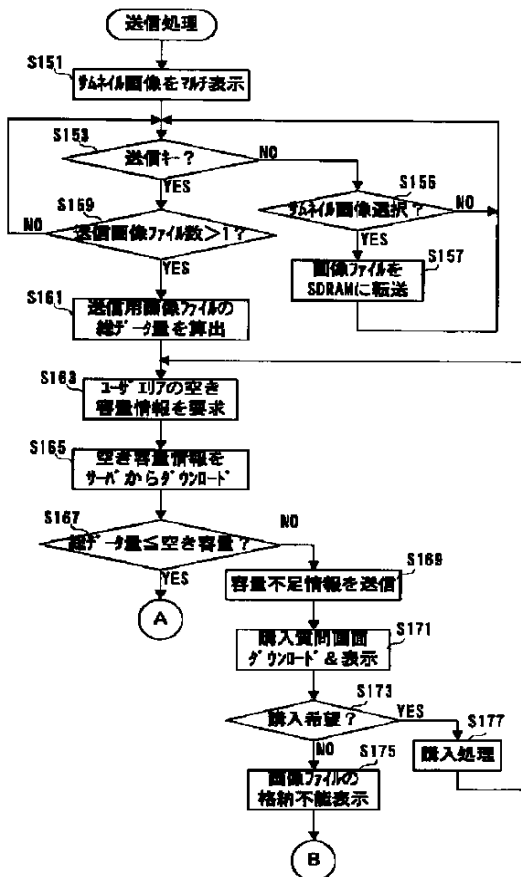 送信処理
S151
ｻﾑﾈｲﾙ画像をﾏﾙﾁ表示
S153
送信キー？
NO
YES
S155
ｻﾑﾈｲﾙ画像選択？
NO
YES
S159
送信画像ﾌｧｲﾙ数＞1？
NO
YES
S157
画像ﾌｧｲﾙを
SDRAMに転送
S161
送信用画像ﾌｧｲﾙの
総ﾃﾞｰﾀ量を算出
S163
ﾕｰｻﾞｴﾘｱの空き
容量情報を要求
S165
空き容量情報を
ｻｰﾊﾞからﾀﾞｳﾝﾛｰﾄﾞ
S167
総ﾃﾞｰﾀ量≦空き容量？
NO
YES
A
S169
容量不足情報を送信
S171
購入質問画面
ﾀﾞｳﾝﾛｰﾄﾞ&表示
S173
購入希望？
YES
NO
S177
購入処理
S175
画像ﾌｧｲﾙの
格納不能表示
B